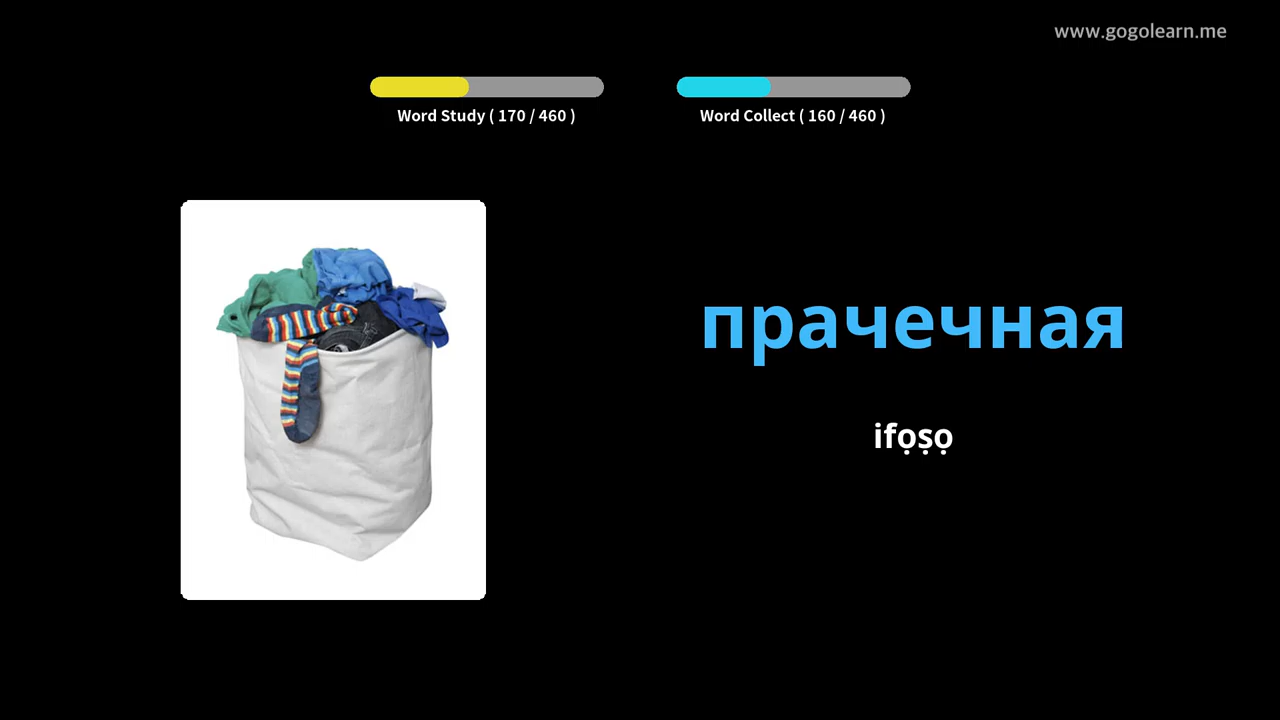 www.gogolearn.me
Word Study ( 170 / 460 )
Word Collect ( 160 / 460 )
прачечная
ifọṣọ